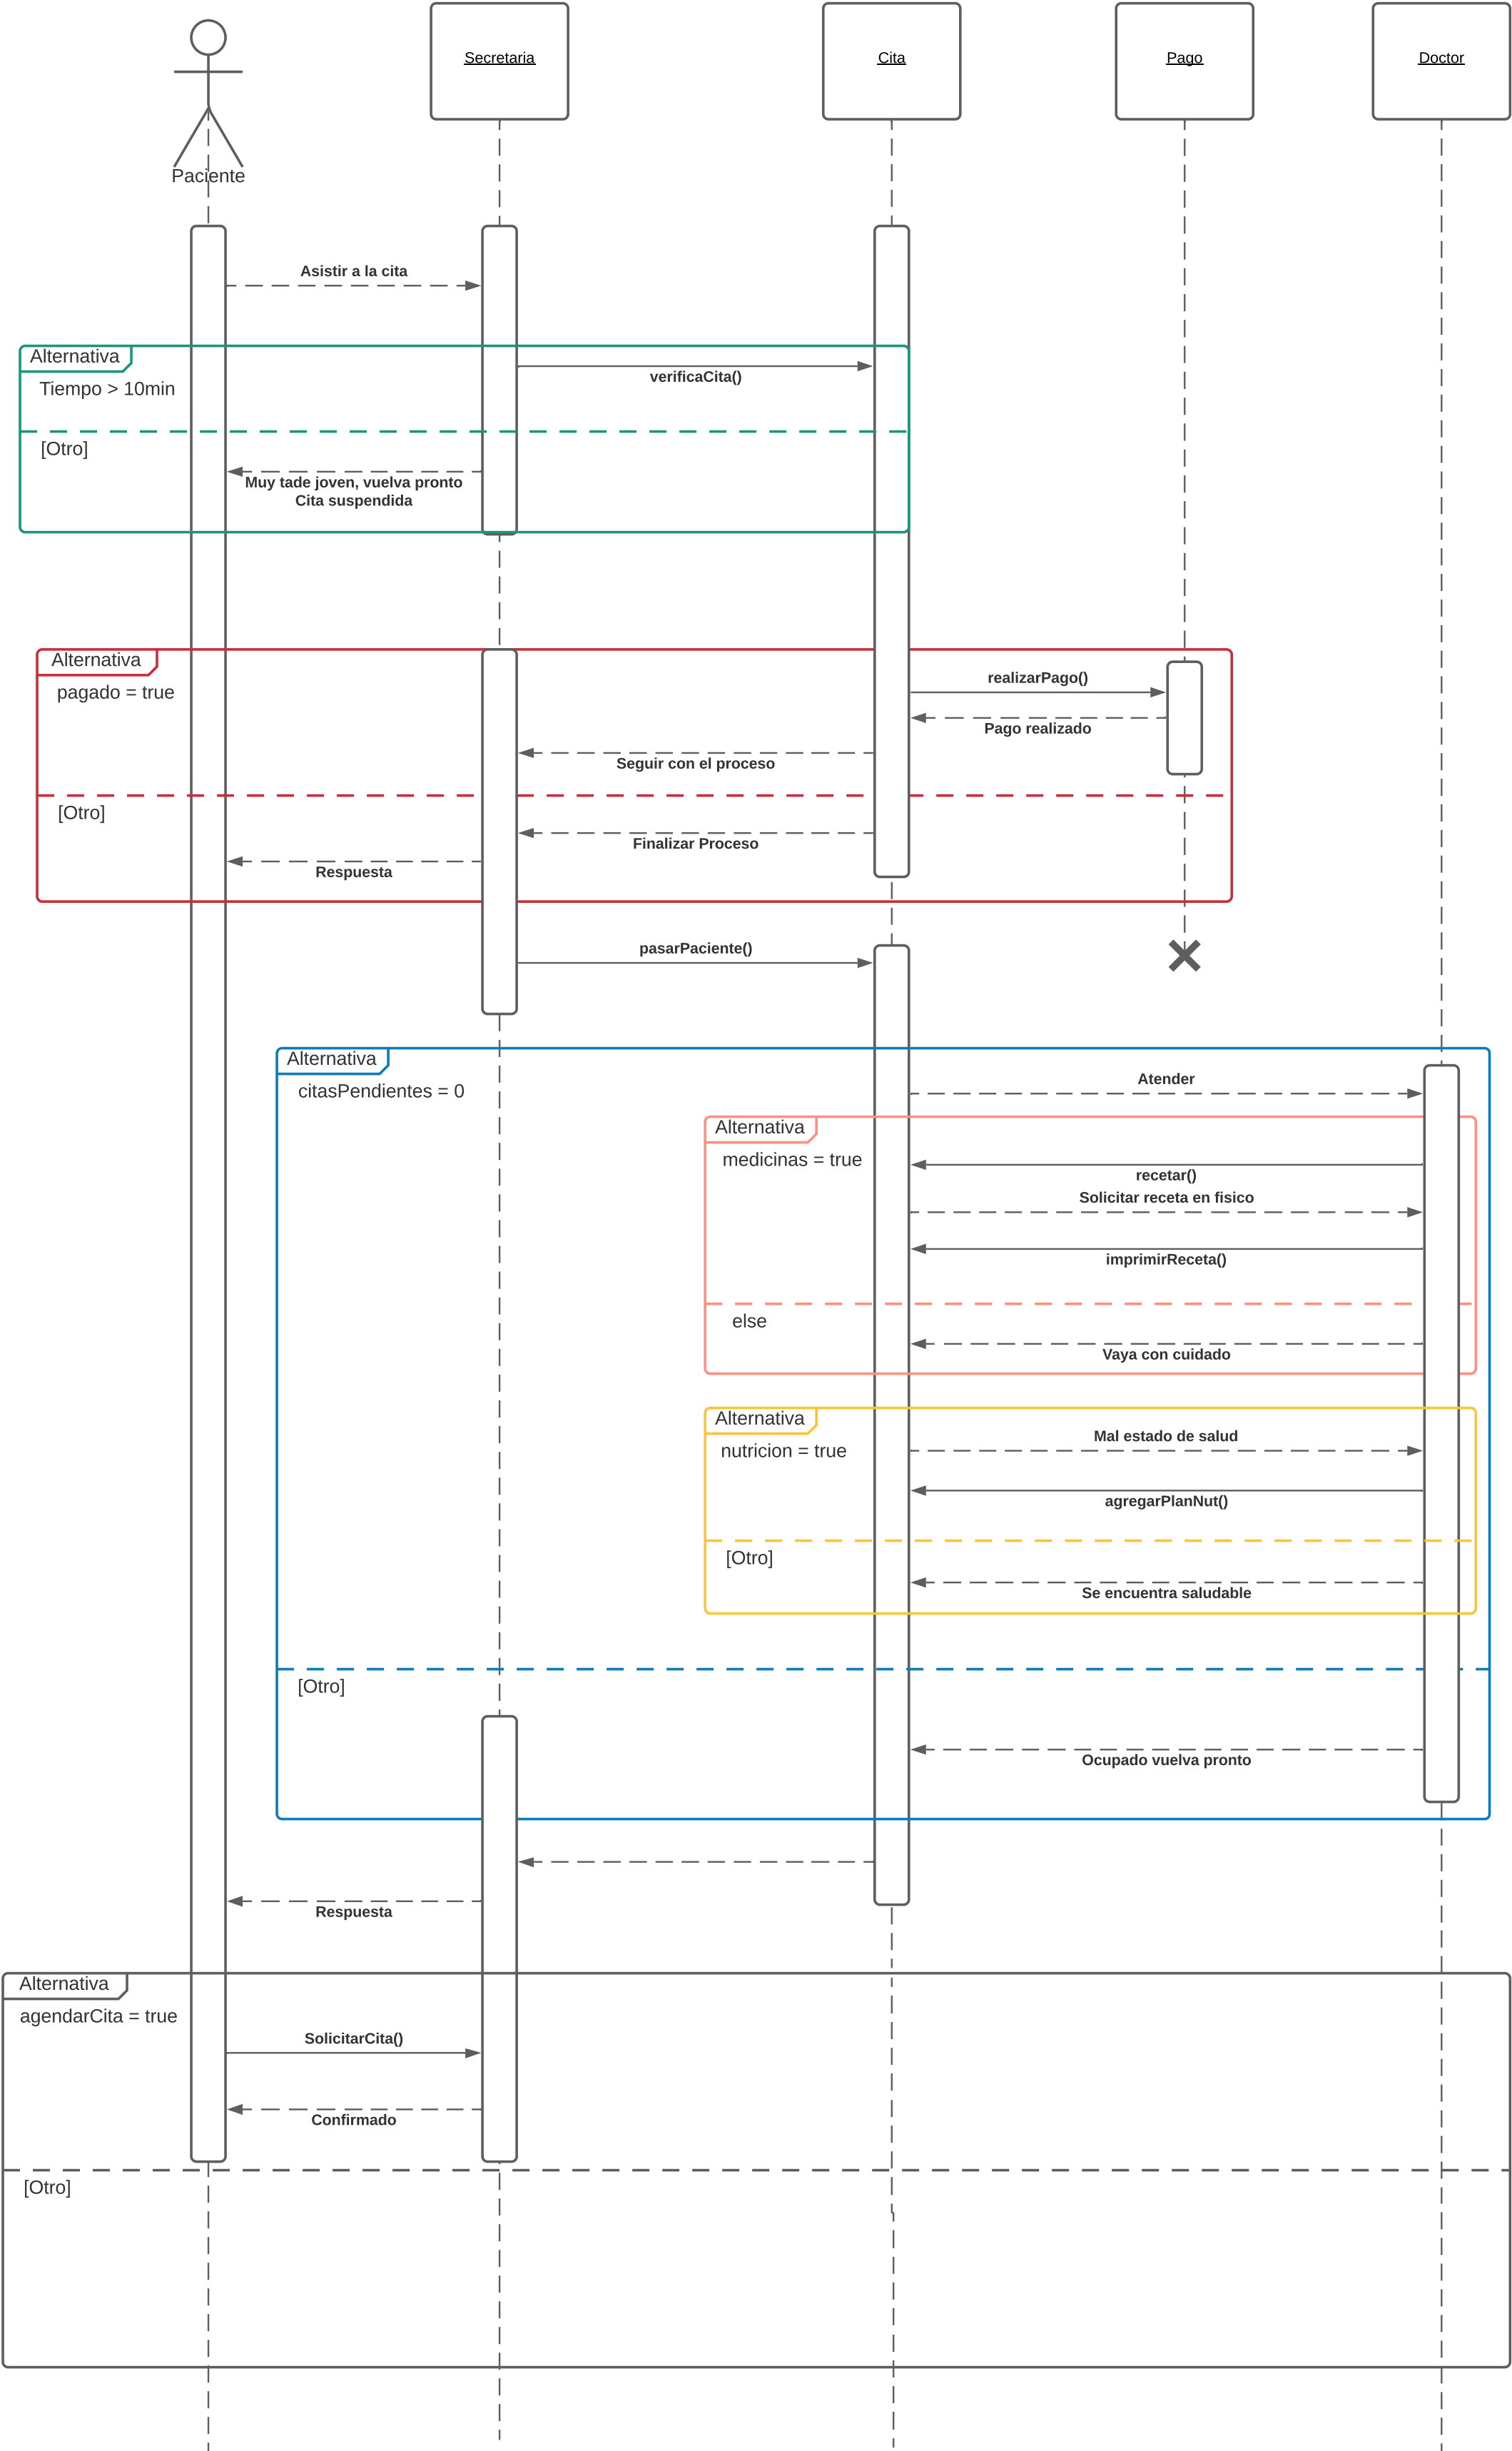 Secretaria
Cita
Pago
Doctor
Paciente
Asistir a la cita
Alternativa
verificaCita()
Tiempo > 10min
[Otro]
Muy tade joven, vuelva pronto
Cita suspendida
Alternativa
realizarPago()
pagado = true
Pago realizado
Seguir con el proceso
[Otro]
Finalizar Proceso
Respuesta
pasarPaciente()
Alternativa
Atender
citasPendientes = 0
Alternativa
medicinas = true
recetar()
Solicitar receta en fisico
imprimirReceta()
else
Vaya con cuidado
Alternativa
Mal estado de salud
nutricion = true
agregarPlanNut()
[Otro]
Se encuentra saludable
[Otro]
Ocupado vuelva pronto
Respuesta
Alternativa
agendarCita = true
SolicitarCita()
Confirmado
[Otro]